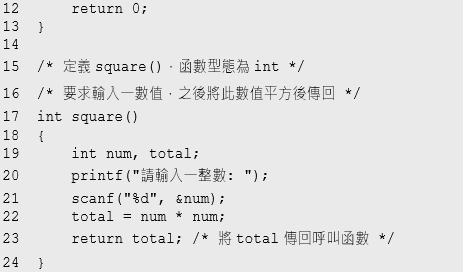 12 return 0;
13 }
14
15 /* 定義 square()，函數型態為 int */
16 /* 要求輸入一數值，之後將此數值平方後傳回 */
17 int square()
18 {
19 int num, total;
20 printf("請輸入一整數: ");
21 scanf("%d", &num);
22 total = num * num;
23 return total; /* 將 total 傳回呼叫函數 */
24 }